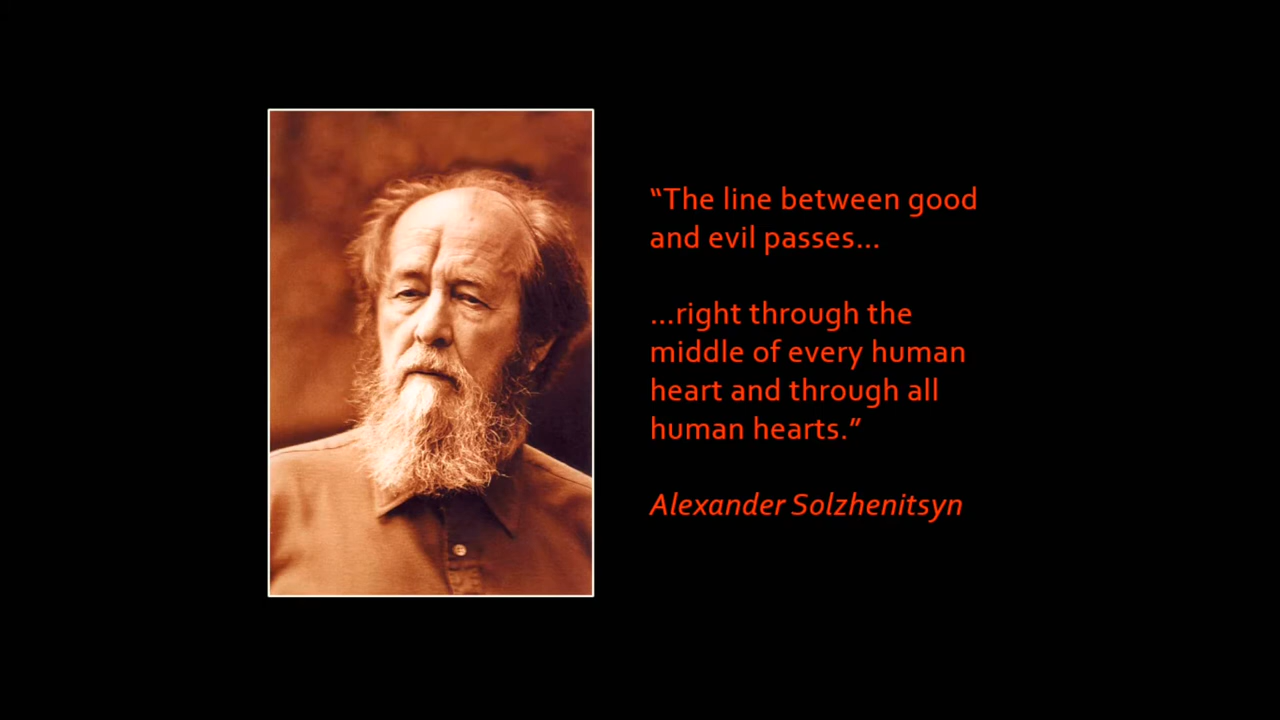 “The line between good
and evil passes...
...right through the
middle of every human
heart and through all
human hearts.”
Alexander Solzhenitsyn